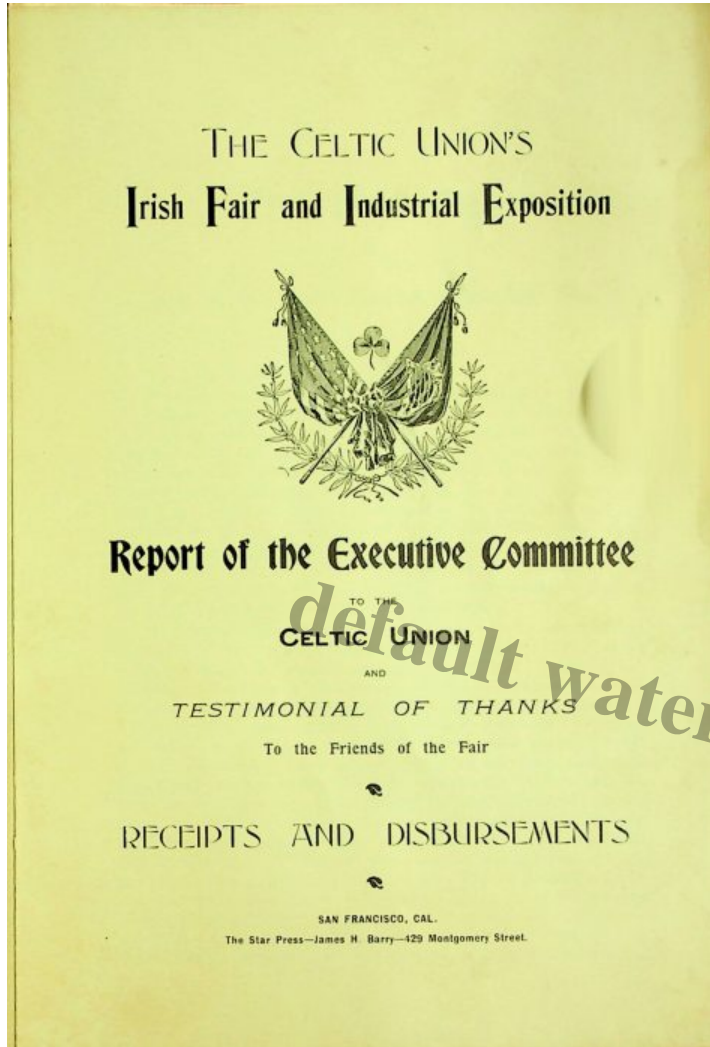 THE CELTIC UNION'S
Irish Fair and Industrial Exposition
Report of the Executive Committee
TO THE
CELTIC UNION
AND
TESTIMONIAL OF THANKS
To the Friends of the Fair
RECEIPTS AND DISBURSEMENTS
SAN FRANCISCO, CAL.
The Star Press—James H. Barry—429 Montgomery Street.
default water